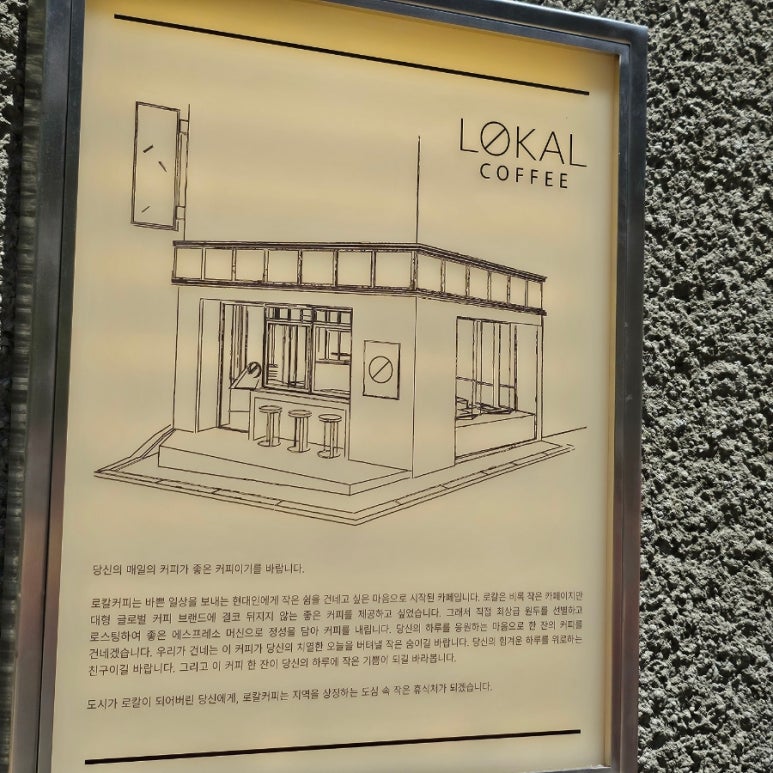 LØKAL
COFFEE
당신의 매일의 커피가 좋은 커피이기를 바랍니다.
로칼커피는 바쁜 일상을 보내는 현대인에게 작은 쉼을 건네고 싶은 마음으로 시작된 카페입니다. 로칼은 비록 작은 카페이지만
대형 글로벌 커피 브랜드에 결코 뒤지지 않는 좋은 커피를 제공하고 싶었습니다. 그래서 직접 최상급 원두를 선별하고
로스팅하여 좋은 에스프레소 머신으로 정성을 담아 커피를 내립니다. 당신의 하루를 응원하는 마음으로 한 잔의 커피를
건네겠습니다. 우리가 건네는 이 커피가 당신의 치열한 오늘을 버텨낼 작은 숨이길 바랍니다. 당신의 힘겨운 하루를 위로하는
친구이길 바랍니다. 그리고 이 커피 한 잔이 당신의 하루에 작은 기쁨이 되길 바라봅니다.
도시가 로칼이 되어버린 당신에게, 로칼커피는 지역을 상징하는 도심 속 작은 휴식처가 되겠습니다.